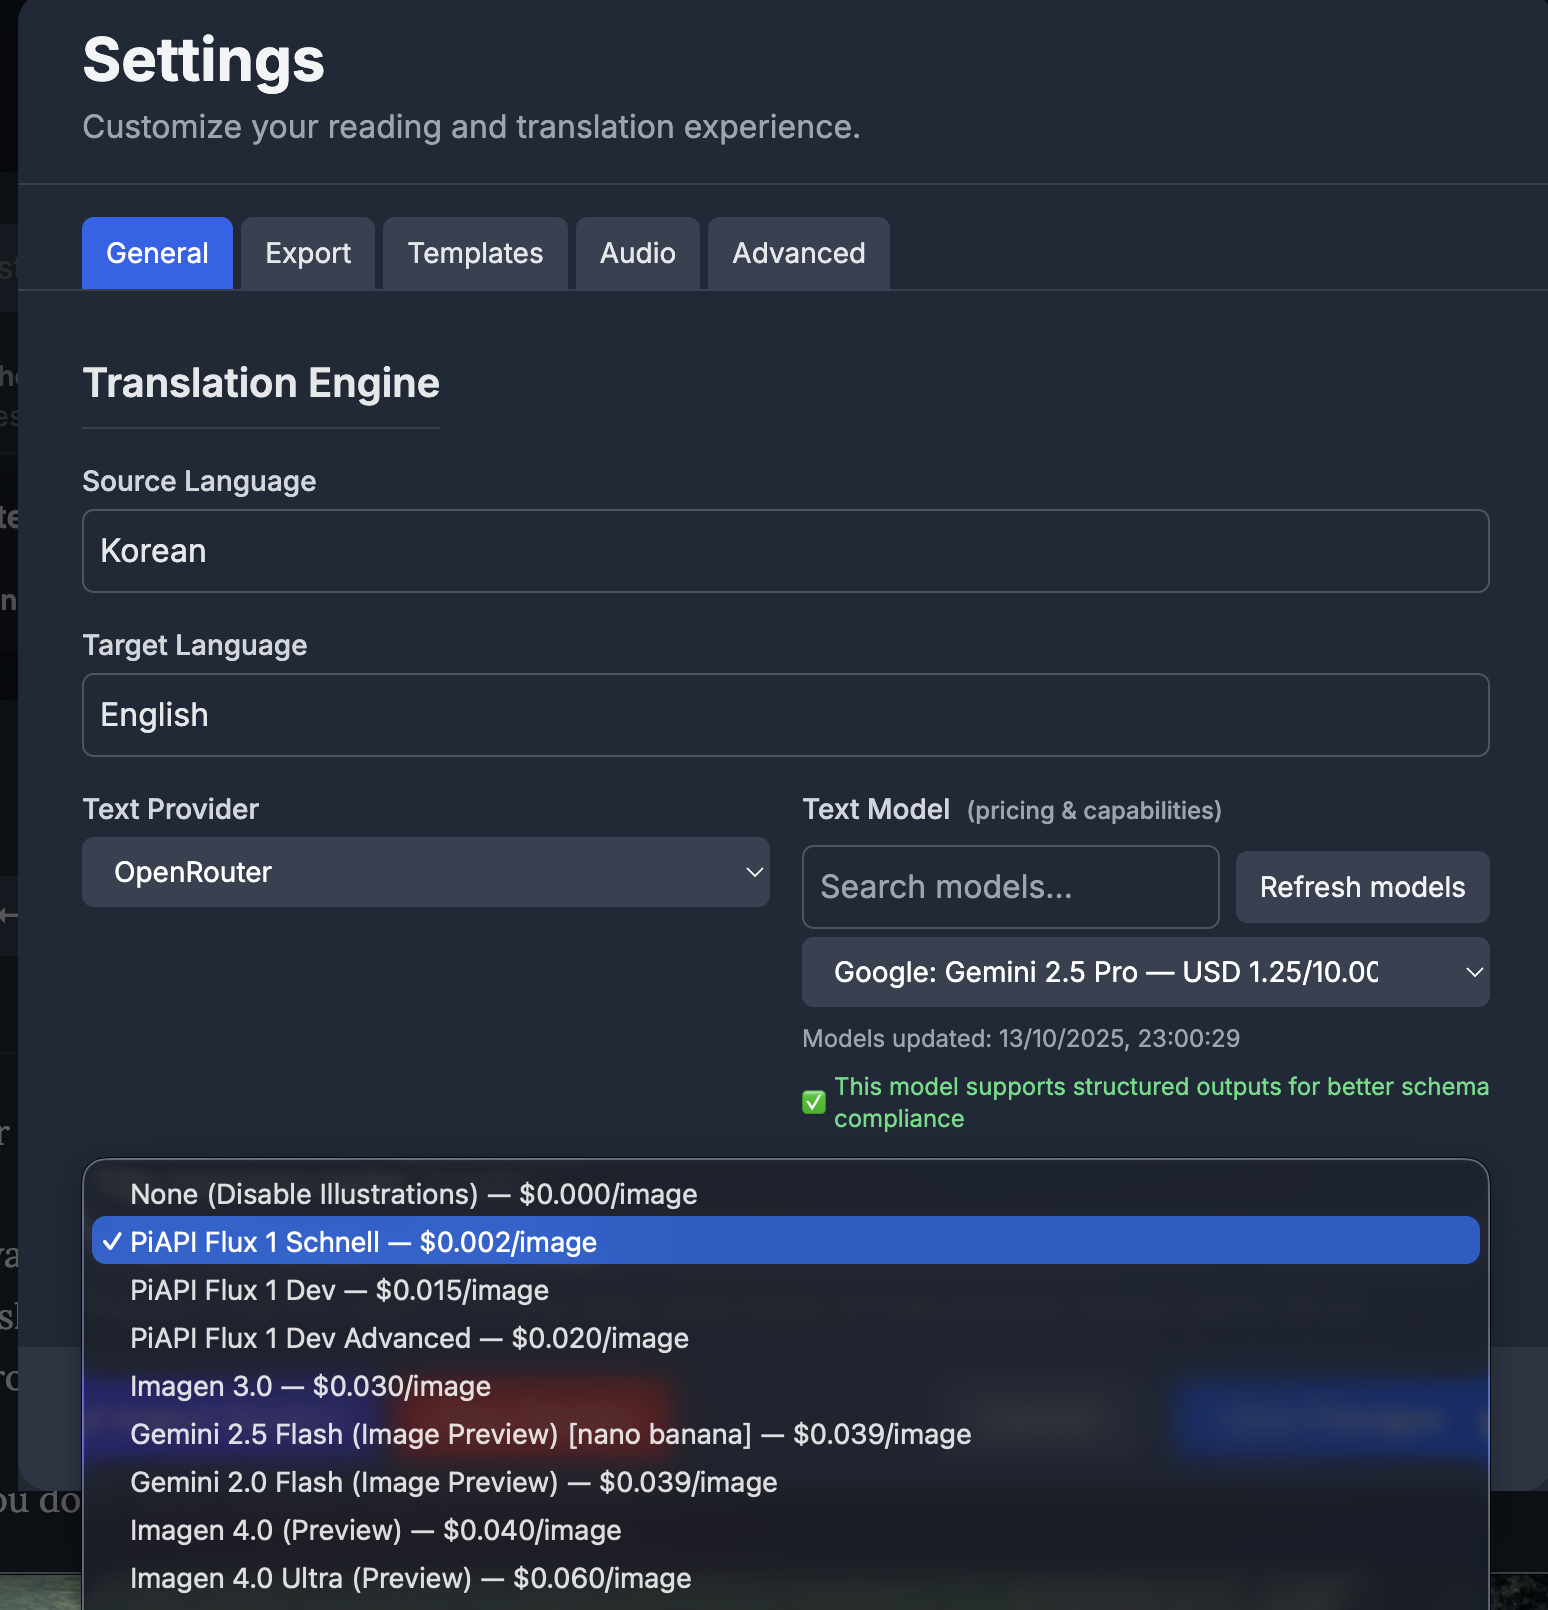 Settings
Customize your reading and translation experience.
General
Export
Templates
Audio
Advanced
Translation Engine
Source Language
Korean
Target Language
English
Text Provider
OpenRouter
Text Model (pricing & capabilities)
Search models...
Refresh models
Google: Gemini 2.5 Pro — USD 1.25/10.00
Models updated: 13/10/2025, 23:00:29
✅ This model supports structured outputs for better schema
compliance
None (Disable Illustrations) — $0.000/image
✓ PiAPI Flux 1 Schnell — $0.002/image
PiAPI Flux 1 Dev — $0.015/image
PiAPI Flux 1 Dev Advanced — $0.020/image
Imagen 3.0 — $0.030/image
Gemini 2.5 Flash (Image Preview) [nano banana] — $0.039/image
Gemini 2.0 Flash (Image Preview) — $0.039/image
Imagen 4.0 (Preview) — $0.040/image
Imagen 4.0 Ultra (Preview) — $0.060/image
ou do